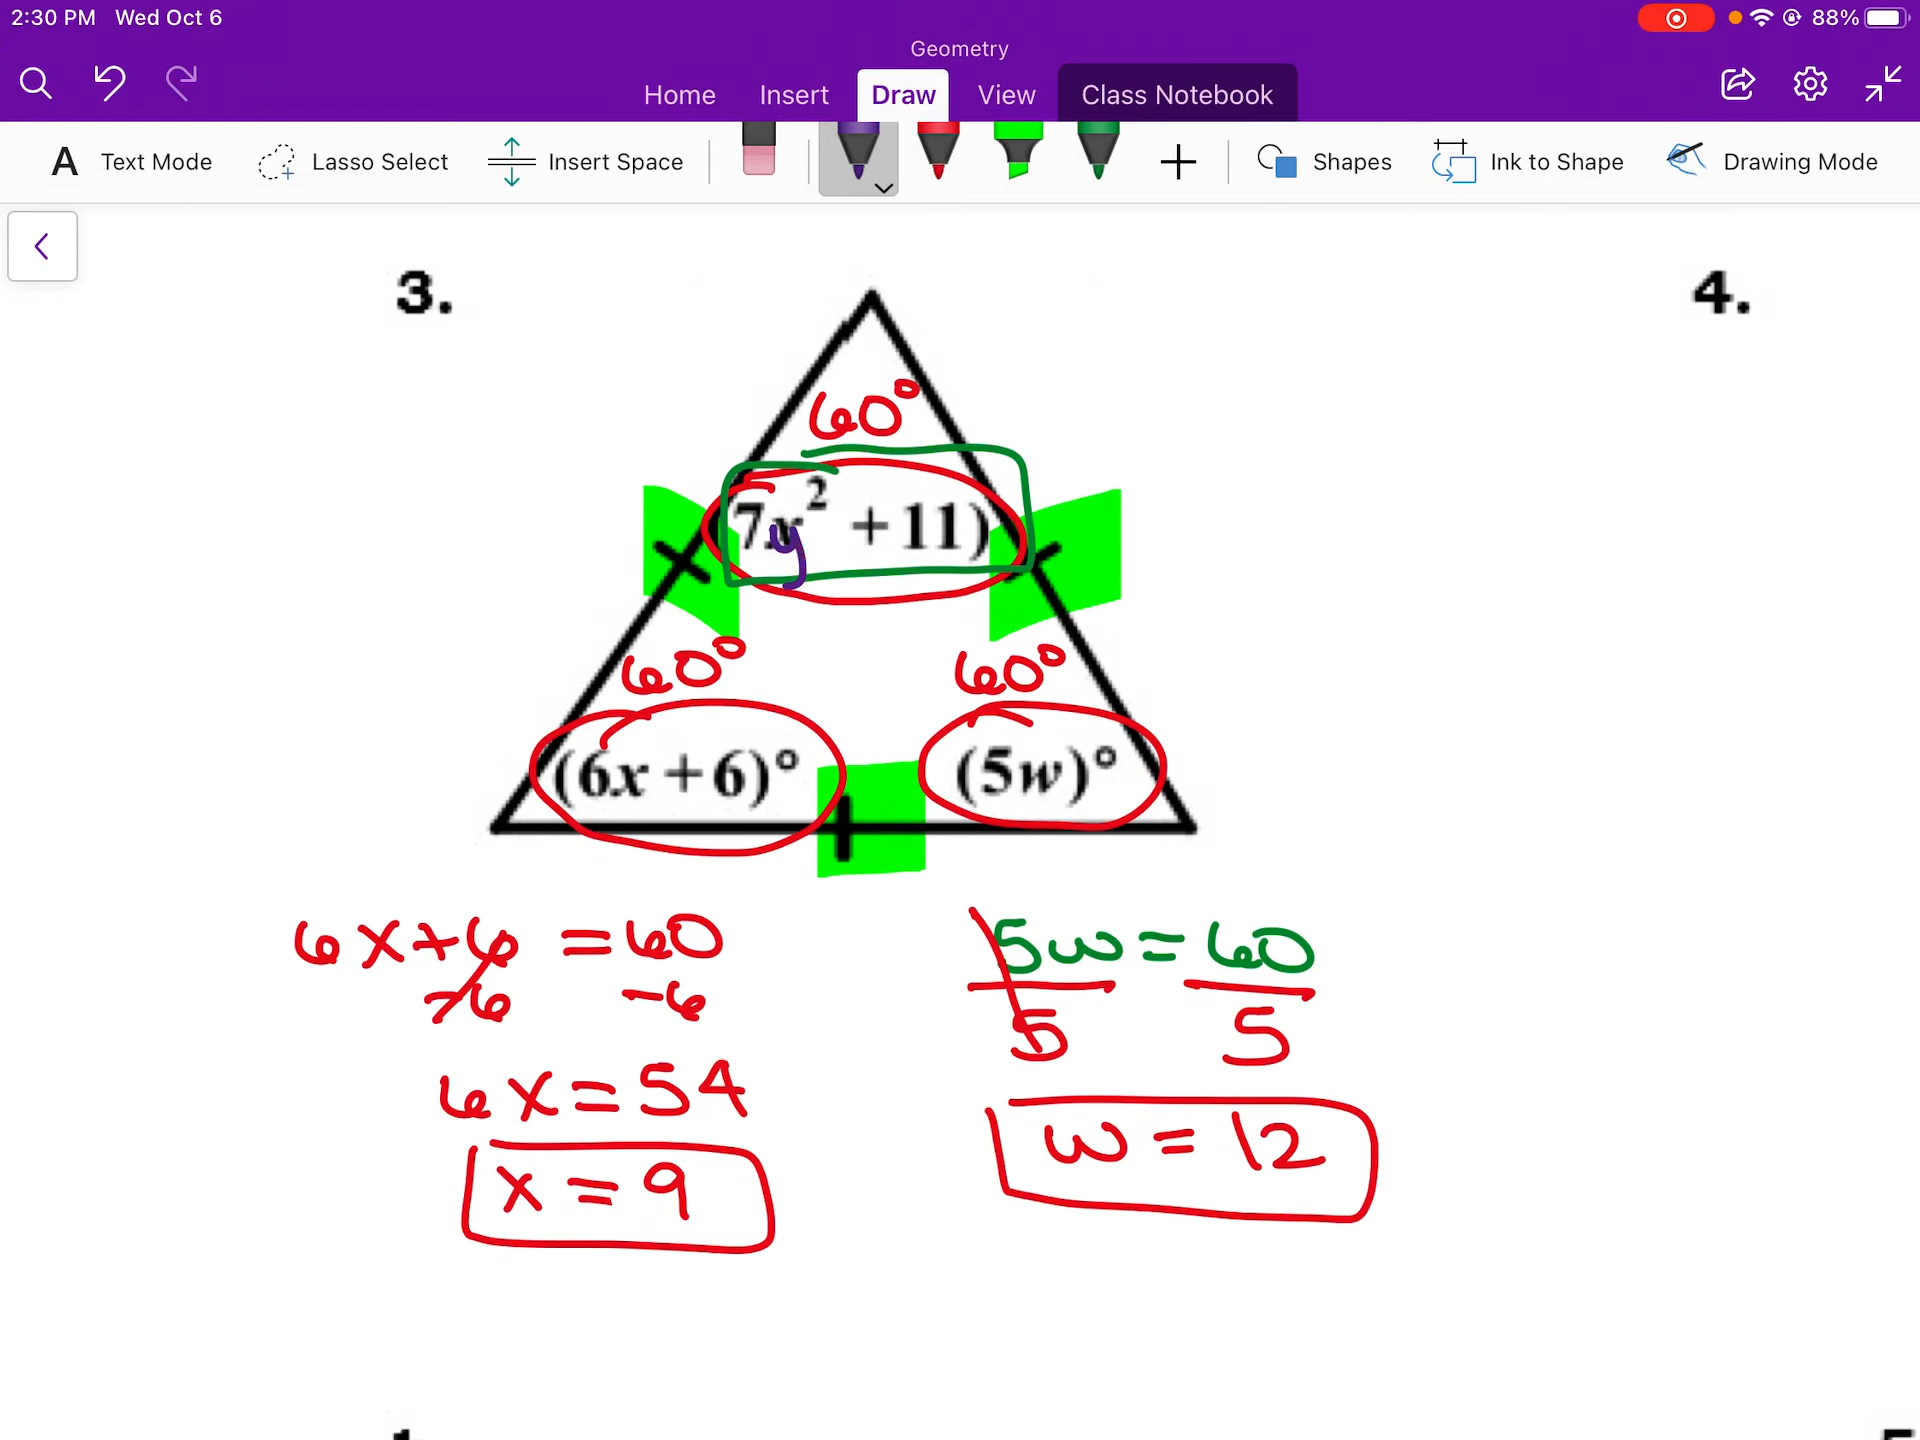 2:30 PM Wed Oct 6
88%
Geometry
Home Insert Draw View Class Notebook
A Text Mode Lasso Select Insert Space Shapes Ink to Shape Drawing Mode
3.
4.
60°
7y² + 11)
60° 60°
(6x + 6)° (5w)°
6x+6 = 60
-6 -6
6x = 54
x = 9
5w = 60
5 5
w = 12